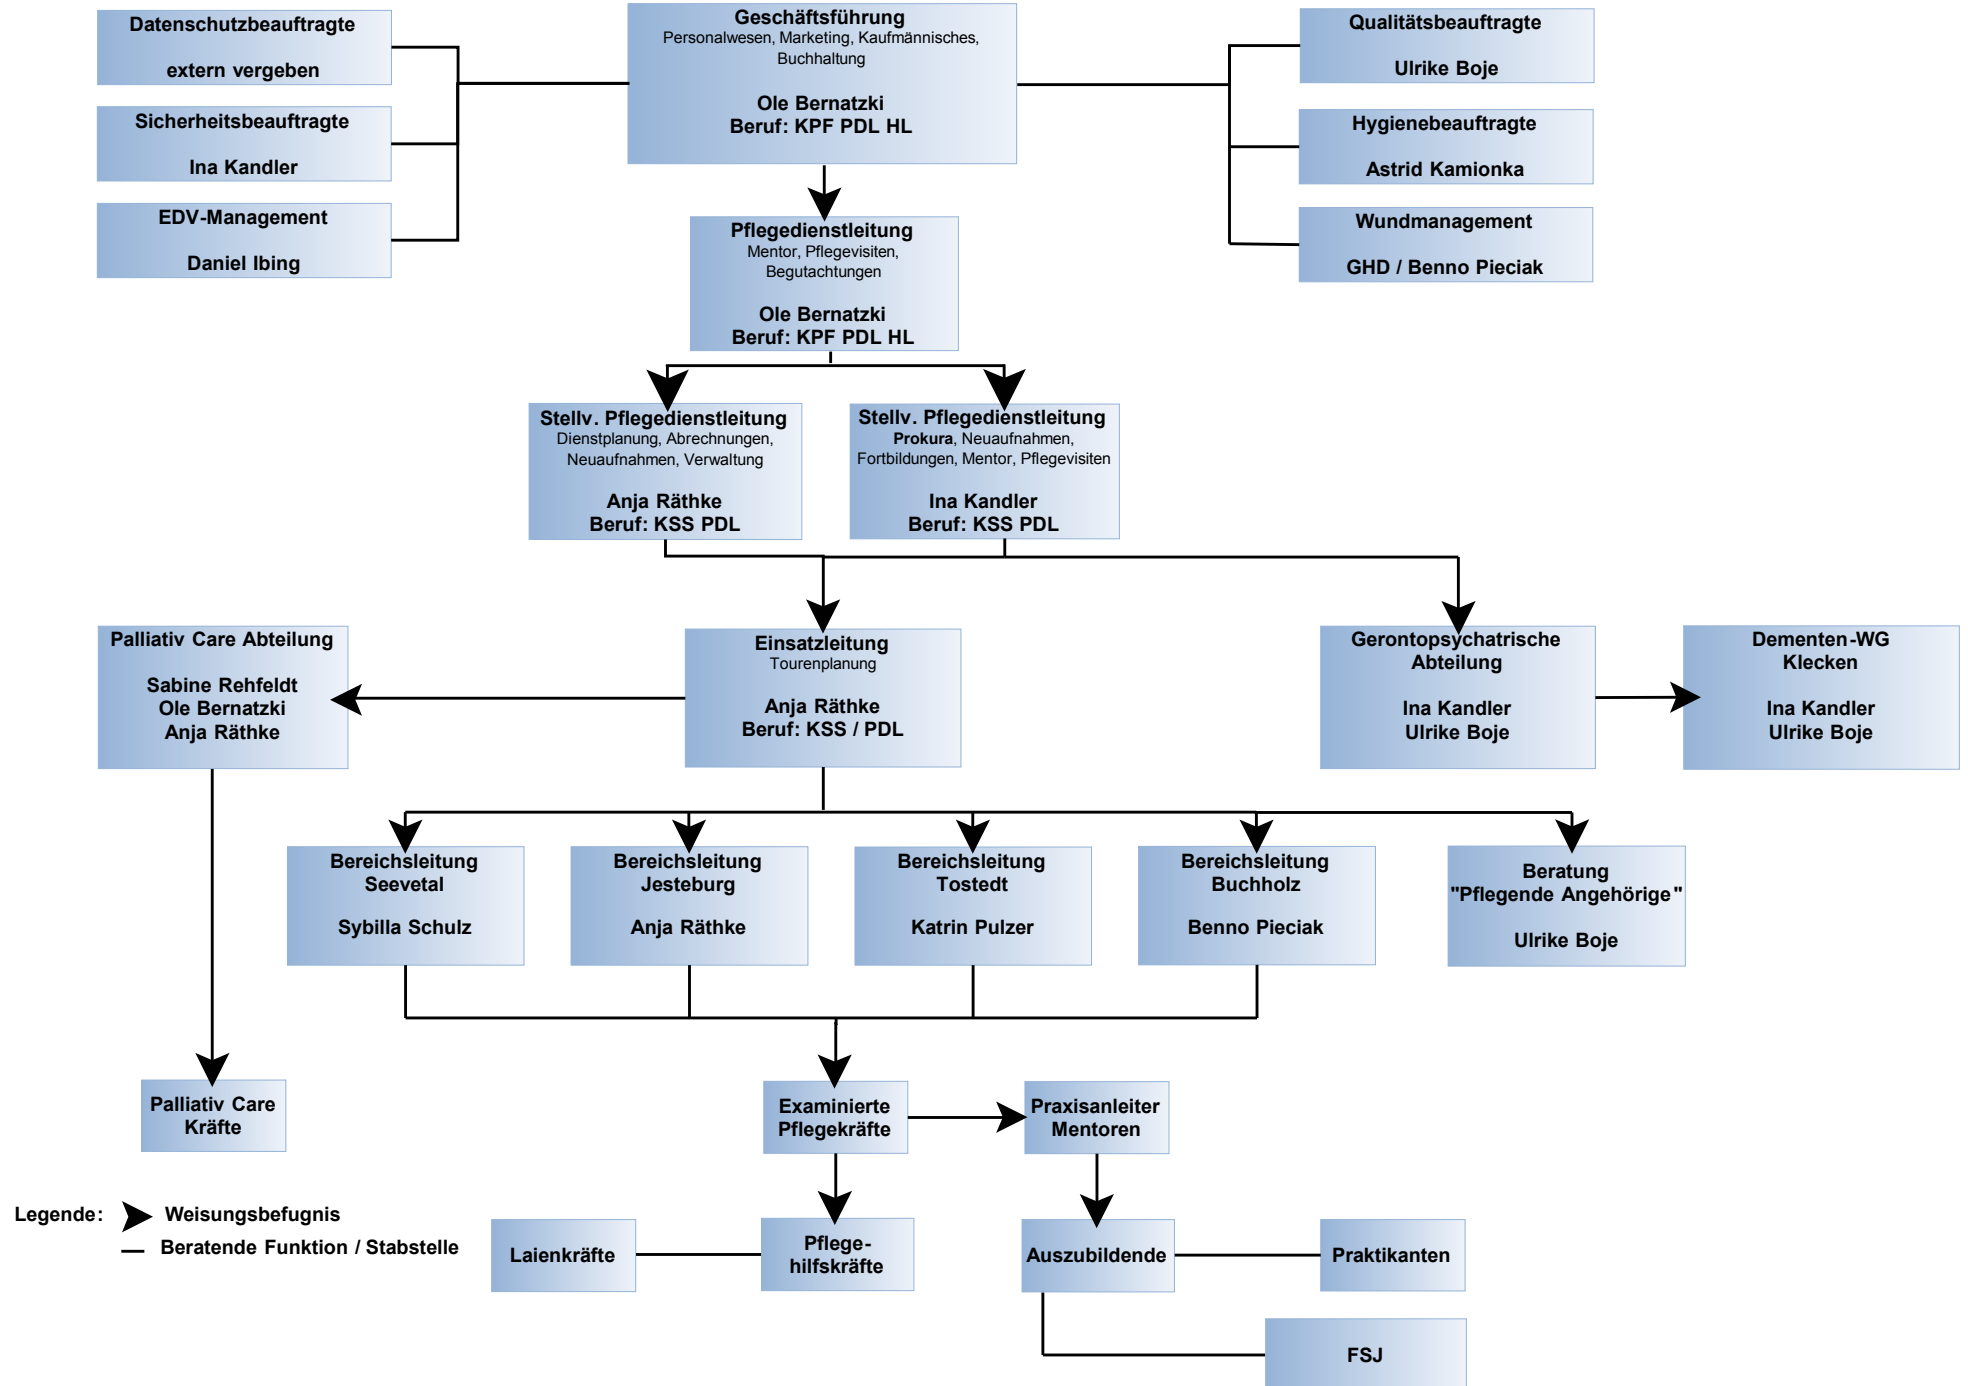 Datenschutzbeauftragte
extern vergeben
Sicherheitsbeauftragte
Ina Kandler
EDV-Management
Daniel Ibing
Geschäftsführung
Personalwesen, Marketing, Kaufmännisches,
Buchhaltung
Ole Bernatzki
Beruf: KPF PDL HL
Qualitätsbeauftragte
Ulrike Boje
Hygienebeauftragte
Astrid Kamionka
Wundmanagement
GHD / Benno Pieciak
Pflegedienstleitung
Mentor, Pflegevisiten,
Begutachtungen
Ole Bernatzki
Beruf: KPF PDL HL
Stellv. Pflegedienstleitung
Dienstplanung, Abrechnungen,
Neuaufnahmen, Verwaltung
Anja Räthke
Beruf: KSS PDL
Stellv. Pflegedienstleitung
Prokura, Neuaufnahmen,
Fortbildungen, Mentor, Pflegevisiten
Ina Kandler
Beruf: KSS PDL
Palliativ Care Abteilung
Sabine Rehfeldt
Ole Bernatzki
Anja Räthke
Einsatzleitung
Tourenplanung
Anja Räthke
Beruf: KSS / PDL
Gerontopsychatrische
Abteilung
Ina Kandler
Ulrike Boje
Dementen-WG
Klecken
Ina Kandler
Ulrike Boje
Bereichsleitung
Seevetal
Sybilla Schulz
Bereichsleitung
Jesteburg
Anja Räthke
Bereichsleitung
Tostedt
Katrin Pulzer
Bereichsleitung
Buchholz
Benno Pieciak
Beratung
"Pflegende Angehörige"
Ulrike Boje
Palliativ Care
Kräfte
Examinierte
Pflegekräfte
Praxisanleiter
Mentoren
Legende: Weisungsbefugnis
Beratende Funktion / Stabstelle
Laienkräfte
Pflege-
hilfskräfte
Auszubildende
Praktikanten
FSJ